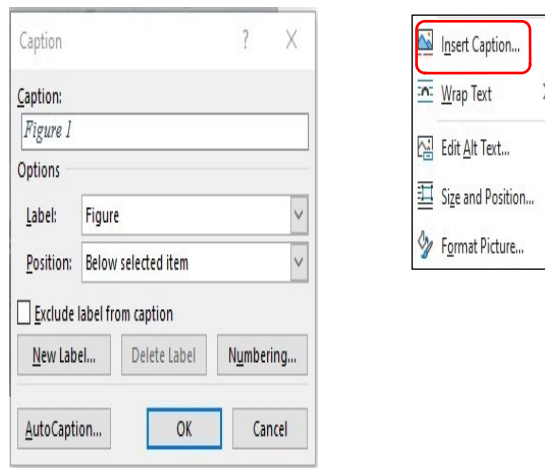 Caption ? X
Caption:
Figure 1
Options
Label: Figure
Position: Below selected item
Exclude label from caption
New Label... Delete Label Numbering...
AutoCaption... OK Cancel
Insert Caption...
Wrap Text
Edit Alt Text...
Size and Position...
Format Picture...